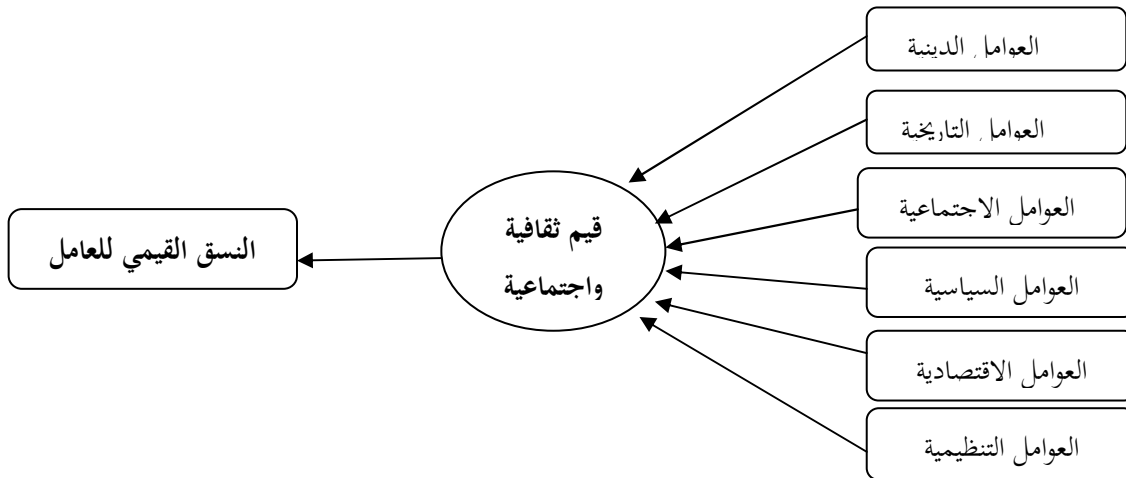 العوامل الدينية
العوامل التاريخية
العوامل الاجتماعية
قيم ثقافية
واجتماعية
النسق القيمي للعامل
العوامل السياسية
العوامل الاقتصادية
العوامل التنظيمية